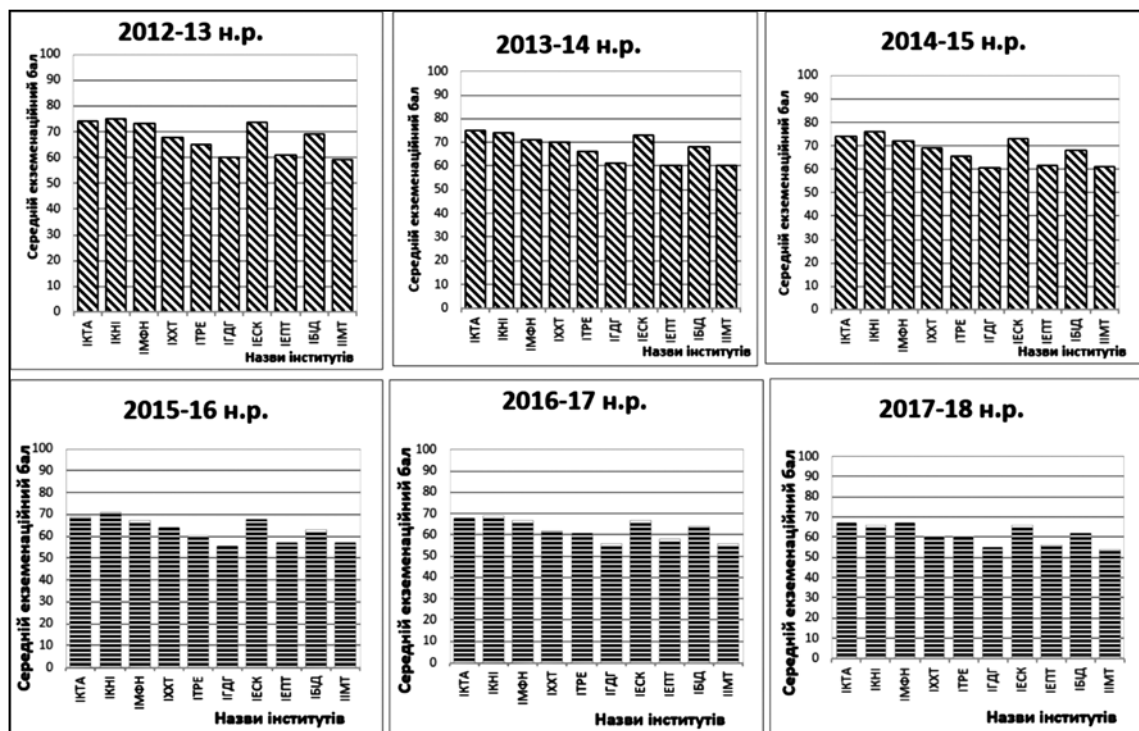 2012-13 н.р.
Середній екземенаційний бал
100
90
80
70
60
50
40
30
20
10
0
ІКТА
ІКНІ
ІМФН
ІХХТ
ІТРЕ
ІГДГ
ІЕСК
ІЕПТ
ІБІД
ІІМТ
Назви інститутів
2013-14 н.р.
Середній екземенаційний бал
100
90
80
70
60
50
40
30
20
10
0
ІКТА
ІКНІ
ІМФН
ІХХТ
ІТРЕ
ІГДГ
ІЕСК
ІЕПТ
ІБІД
ІІМТ
Назви інститутів
2014-15 н.р.
Середній екземенаційний бал
100
90
80
70
60
50
40
30
20
10
0
ІКТА
ІКНІ
ІМФН
ІХХТ
ІТРЕ
ІГДГ
ІЕСК
ІЕПТ
ІБІД
ІІМТ
Назви інститутів
2015-16 н.р.
Середній екземенаційний бал
100
90
80
70
60
50
40
30
20
10
0
ІКТА
ІКНІ
ІМФН
ІХХТ
ІТРЕ
ІГДГ
ІЕСК
ІЕПТ
ІБІД
ІІМТ
Назви інститутів
2016-17 н.р.
Середній екземенаційний бал
100
90
80
70
60
50
40
30
20
10
0
ІКТА
ІКНІ
ІМФН
ІХХТ
ІТРЕ
ІГДГ
ІЕСК
ІЕПТ
ІБІД
ІІМТ
Назви інститутів
2017-18 н.р.
Середній екземенаційний бал
100
90
80
70
60
50
40
30
20
10
0
ІКТА
ІКНІ
ІМФН
ІХХТ
ІТРЕ
ІГДГ
ІЕСК
ІЕПТ
ІБІД
ІІМТ
Назви інститутів